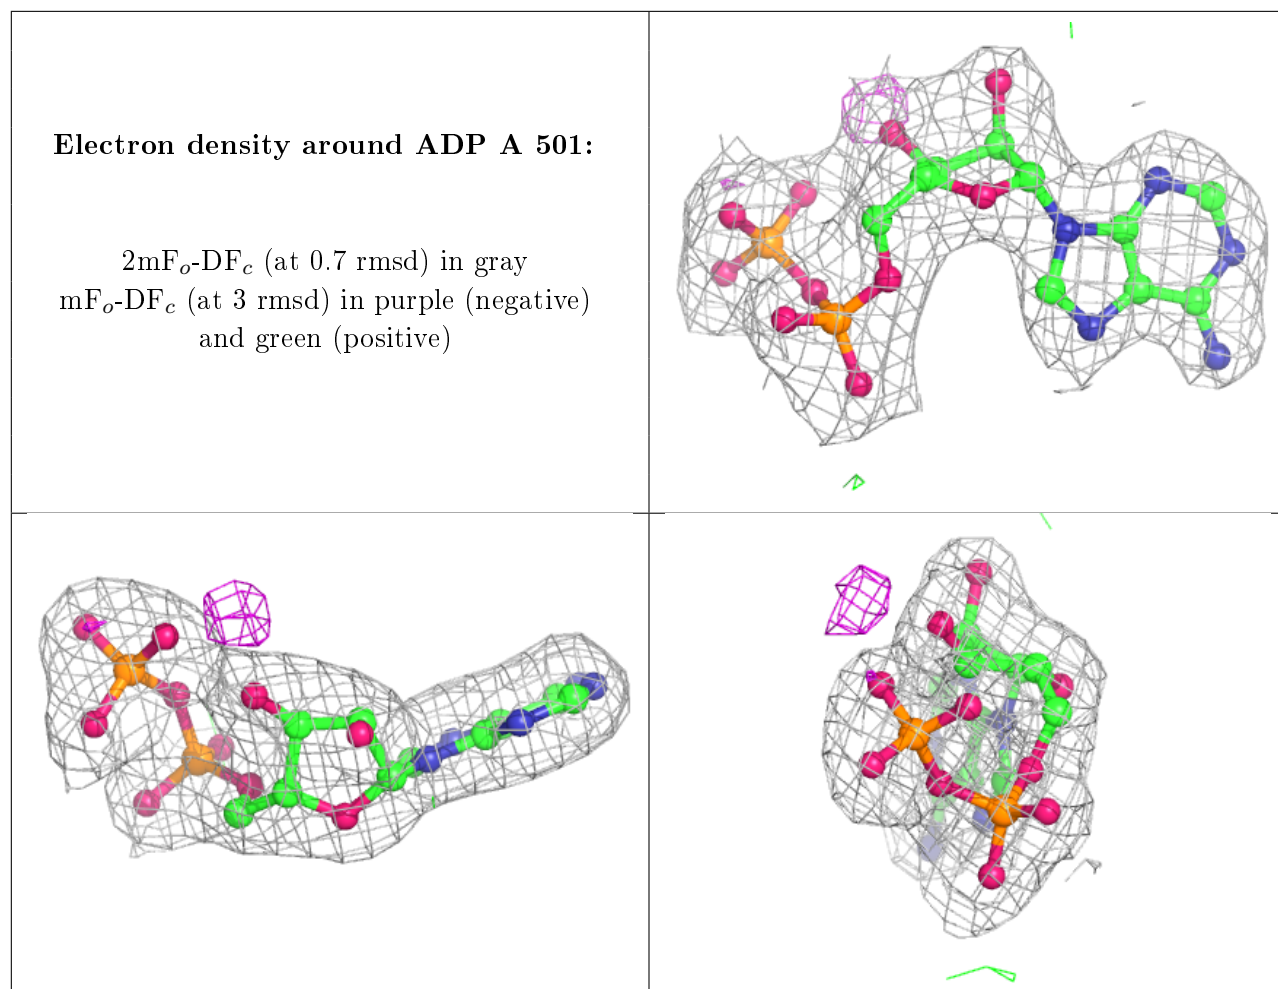 Electron density around ADP A 501:
2mFo-DFc (at 0.7 rmsd) in gray
mFo-DFc (at 3 rmsd) in purple (negative)
and green (positive)